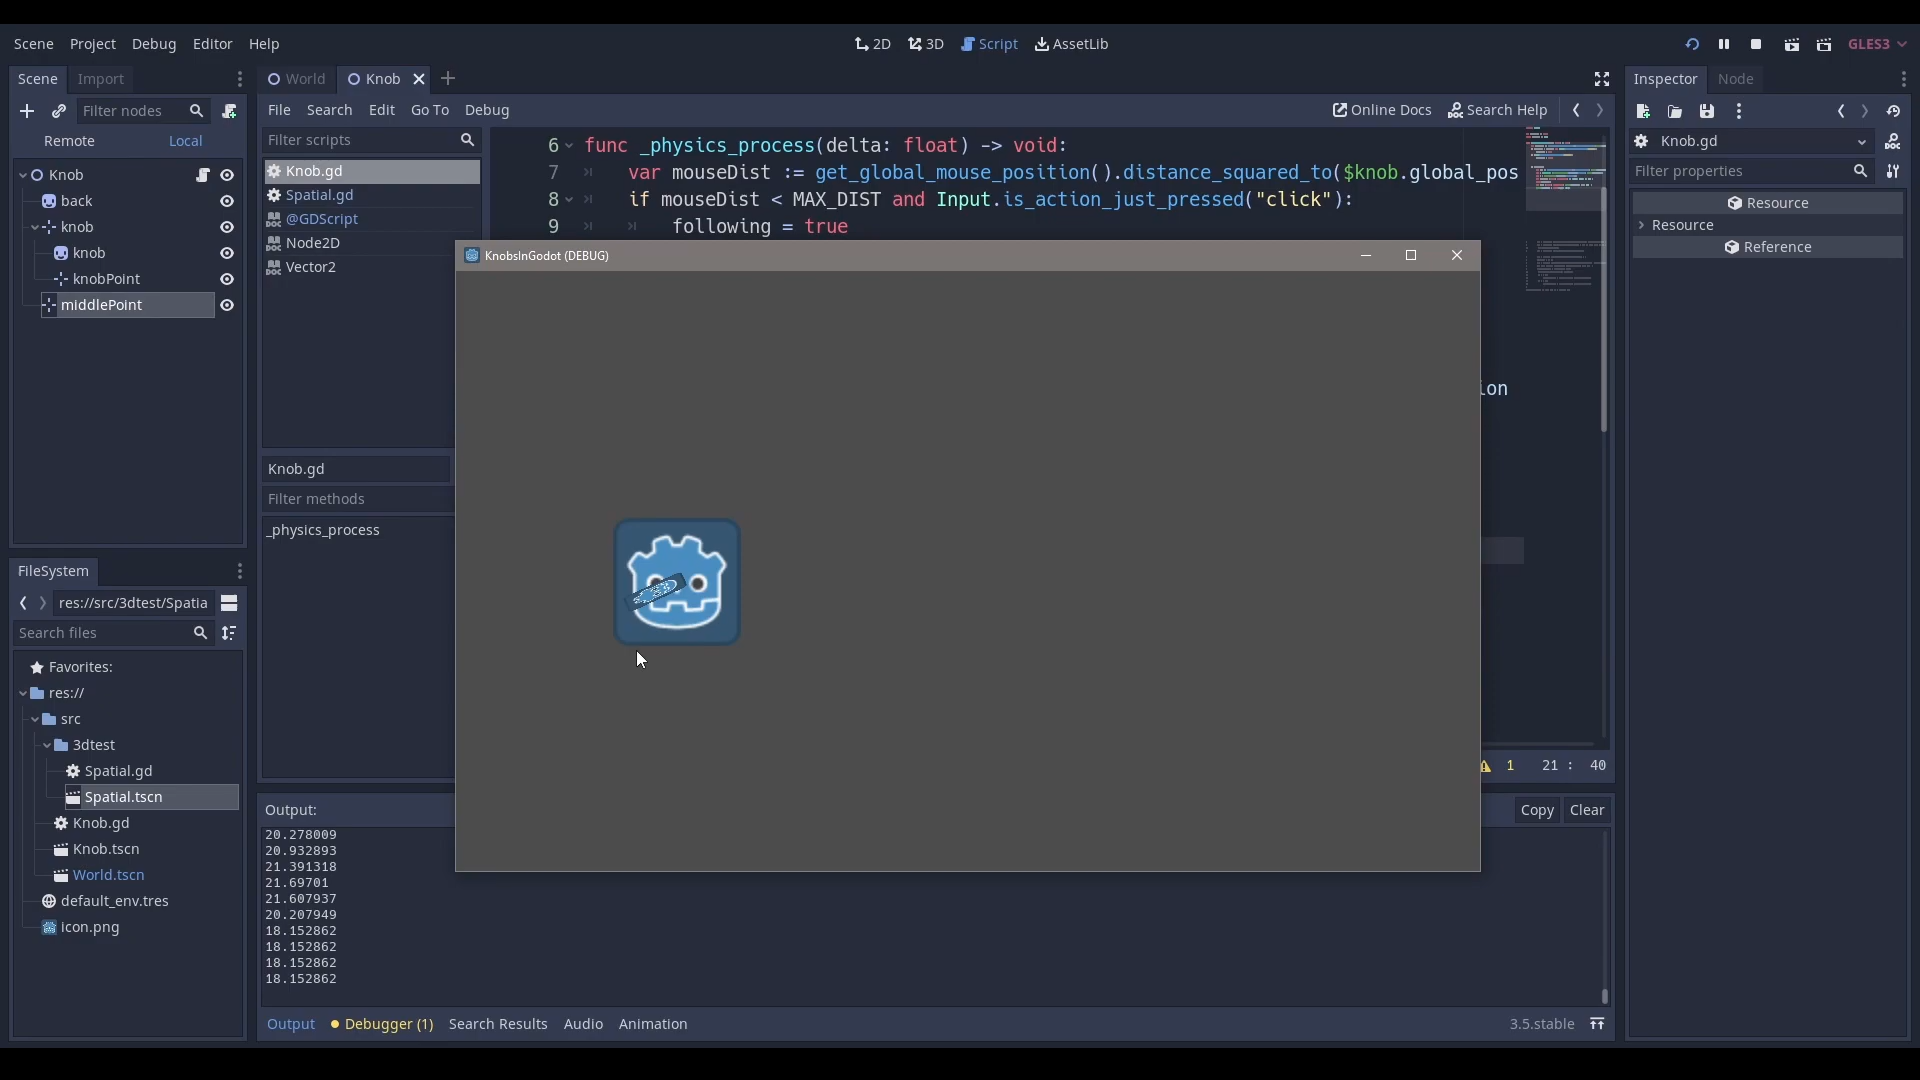 Scene Project Debug Editor Help
2D 3D Script AssetLib
GLES3
Scene Import
World Knob
Inspector Node
Filter nodes
File Search Edit Go To Debug
Online Docs Search Help
Remote Local
Filter scripts
Knob
back
knob
knob
knobPoint
middlePoint
Knob.gd
Spatial.gd
@GDScript
Node2D
Vector2
6 func _physics_process(delta: float) -> void:
7 var mouseDist := get_global_mouse_position().distance_squared_to($knob.global_pos
8 if mouseDist < MAX_DIST and Input.is_action_just_pressed("click"):
9 following = true
ion
KnobsInGodot (DEBUG)
Knob.gd
Filter methods
_physics_process
1 21 : 40
Knob.gd
Filter properties
Resource
Resource
Reference
FileSystem
res://src/3dtest/Spatia
Search files
Favorites:
res://
src
3dtest
Spatial.gd
Spatial.tscn
Knob.gd
Knob.tscn
World.tscn
default_env.tres
icon.png
Output:
Copy Clear
20.278009
20.932893
21.391318
21.69701
21.607937
20.207949
18.152862
18.152862
18.152862
18.152862
Output Debugger (1) Search Results Audio Animation
3.5.stable